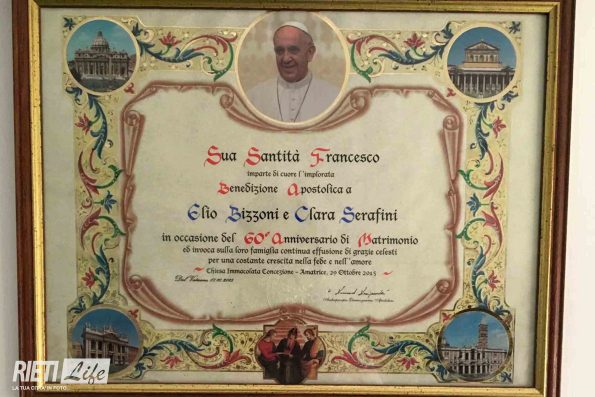 Sua Santità Francesco
imparte di cuore l'implorata
Benedizione Apostolica a
Elio Bizzoni e Clara Serafini
in occasione del 60° Anniversario di Matrimonio
ed invoca sulla loro famiglia continua effusione di grazie celesti
per una costante crescita nella fede e nell'amore
~ Chiesa Immacolata Concezione - Amatrice, 29 Ottobre 2015 ~
Dal Vaticano,
RIETI Life
LA TUA CITTÀ IN FOTO